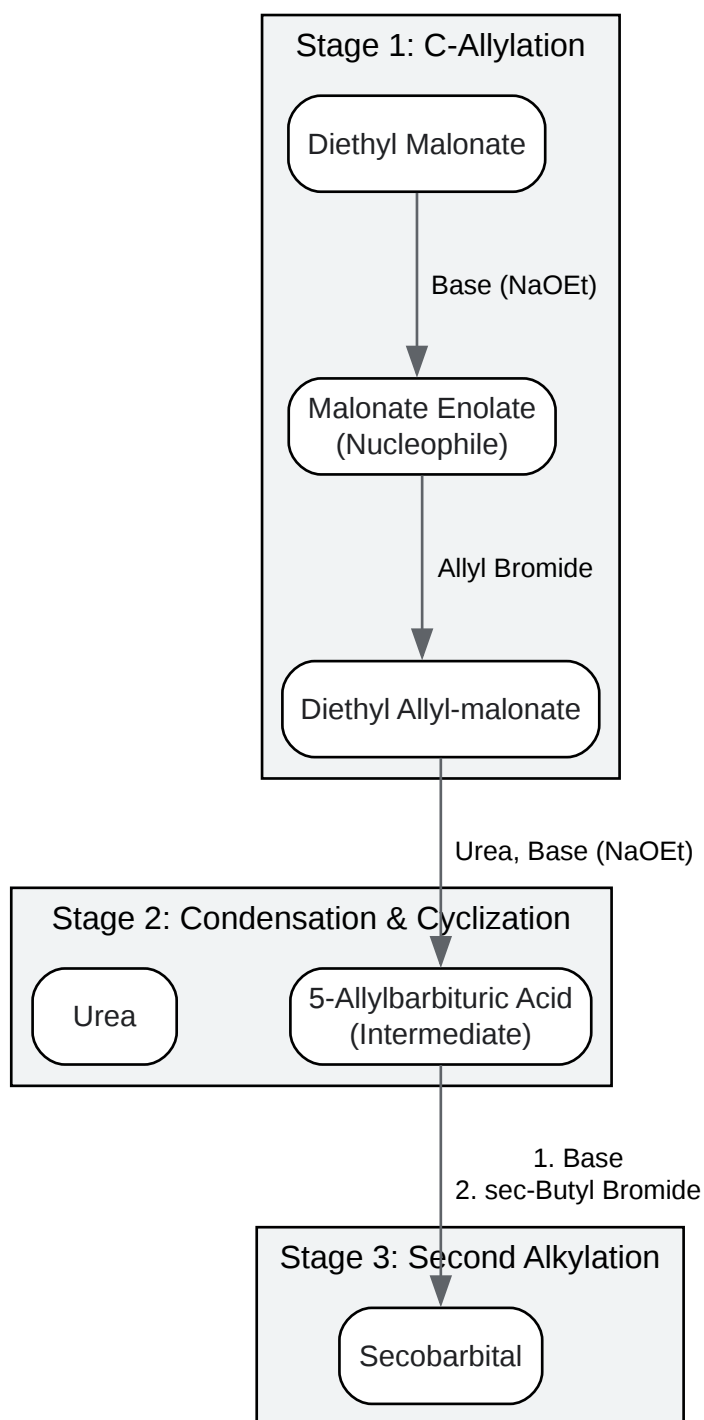 Stage 1: C-Allylation
Diethyl Malonate
Base (NaOEt)
Malonate Enolate
(Nucleophile)
Allyl Bromide
Diethyl Allyl-malonate
Urea, Base (NaOEt)
Stage 2: Condensation & Cyclization
Urea
5-Allylbarbituric Acid
(Intermediate)
1. Base
2. sec-Butyl Bromide
Stage 3: Second Alkylation
Secobarbital